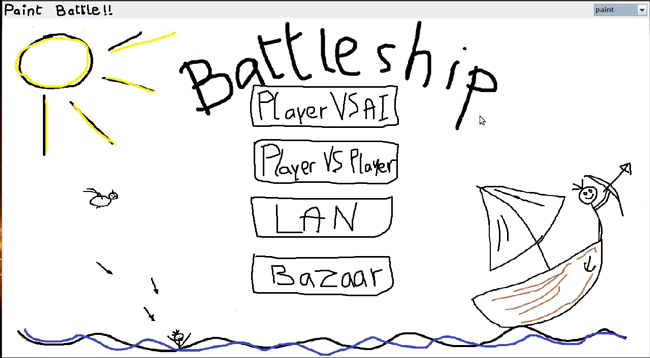 Paint Battle!!
paint
Battleship
Player VS AI
Player VS Player
LAN
Bazaar